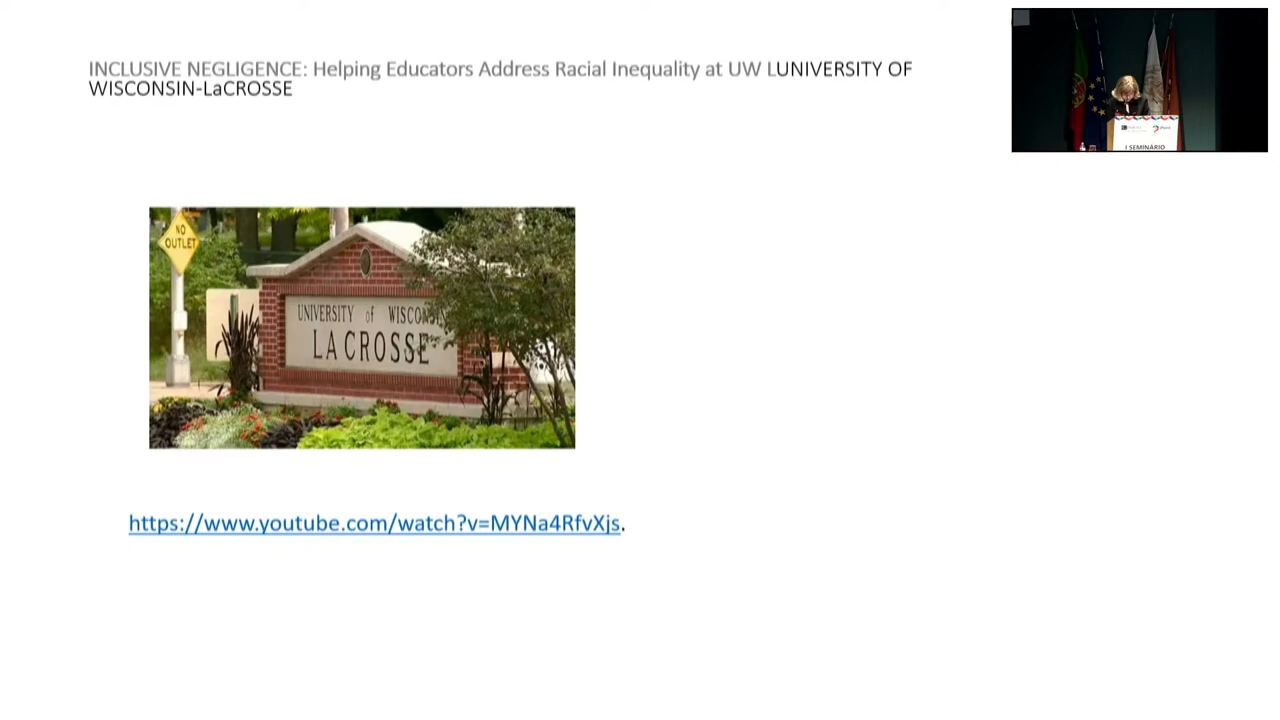 INCLUSIVE NEGLIGENCE: Helping Educators Address Racial Inequality at UW LUNIVERSITY OF
WISCONSIN-LaCROSSE
I SEMINÁRIO
NO
OUTLET
UNIVERSITY of WISCONSIN
LA CROSSE
https://www.youtube.com/watch?v=MYNa4RfvXjs.